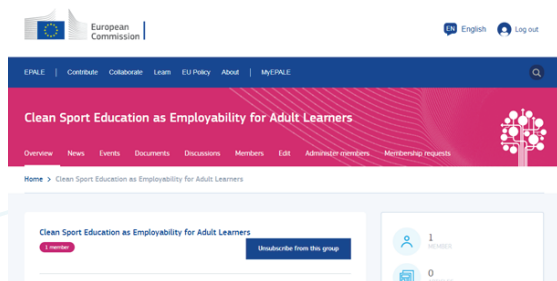 European
Commission
EN English Log out
EPALE | Contribute Collaborate Learn EU Policy About | MyEPALE
Clean Sport Education as Employability for Adult Learners
Overview News Events Documents Discussions Members Edit Administer members Membership requests
Home > Clean Sport Education as Employability for Adult Learners
Clean Sport Education as Employability for Adult Learners
1 member
Unsubscribe from this group
1
MEMBER
0